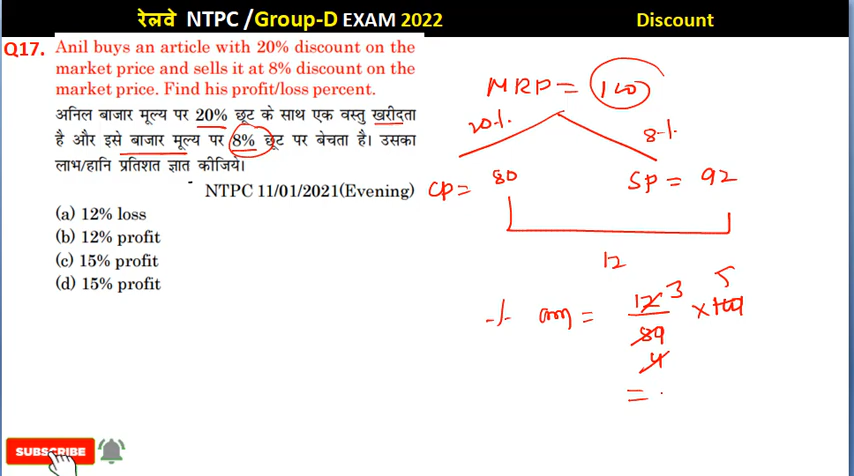 रेलवे NTPC /Group-D EXAM 2022 Discount
Q17. Anil buys an article with 20% discount on the
market price and sells it at 8% discount on the
market price. Find his profit/loss percent.
अनिल बाजार मूल्य पर 20% छूट के साथ एक वस्तु खरीदता
है और इसे बाजार मूल्य पर 8% छूट पर बेचता है। उसका
लाभ/हानि प्रतिशत ज्ञात कीजिये।
NTPC 11/01/2021(Evening)
(a) 12% loss
(b) 12% profit
(c) 15% profit
(d) 15% profit
MRP = 100
20% 8%
CP = 80 SP = 92
12
% = 12 3 × 100 5
80
4
=
SUBSCRIBE